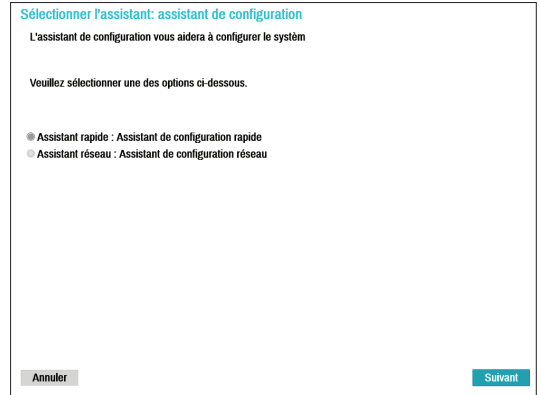 Sélectionner l'assistant: assistant de configuration
L'assistant de configuration vous aidera à configurer le systèm
Veuillez sélectionner une des options ci-dessous.
Assistant rapide : Assistant de configuration rapide
Assistant réseau : Assistant de configuration réseau
Annuler
Suivant